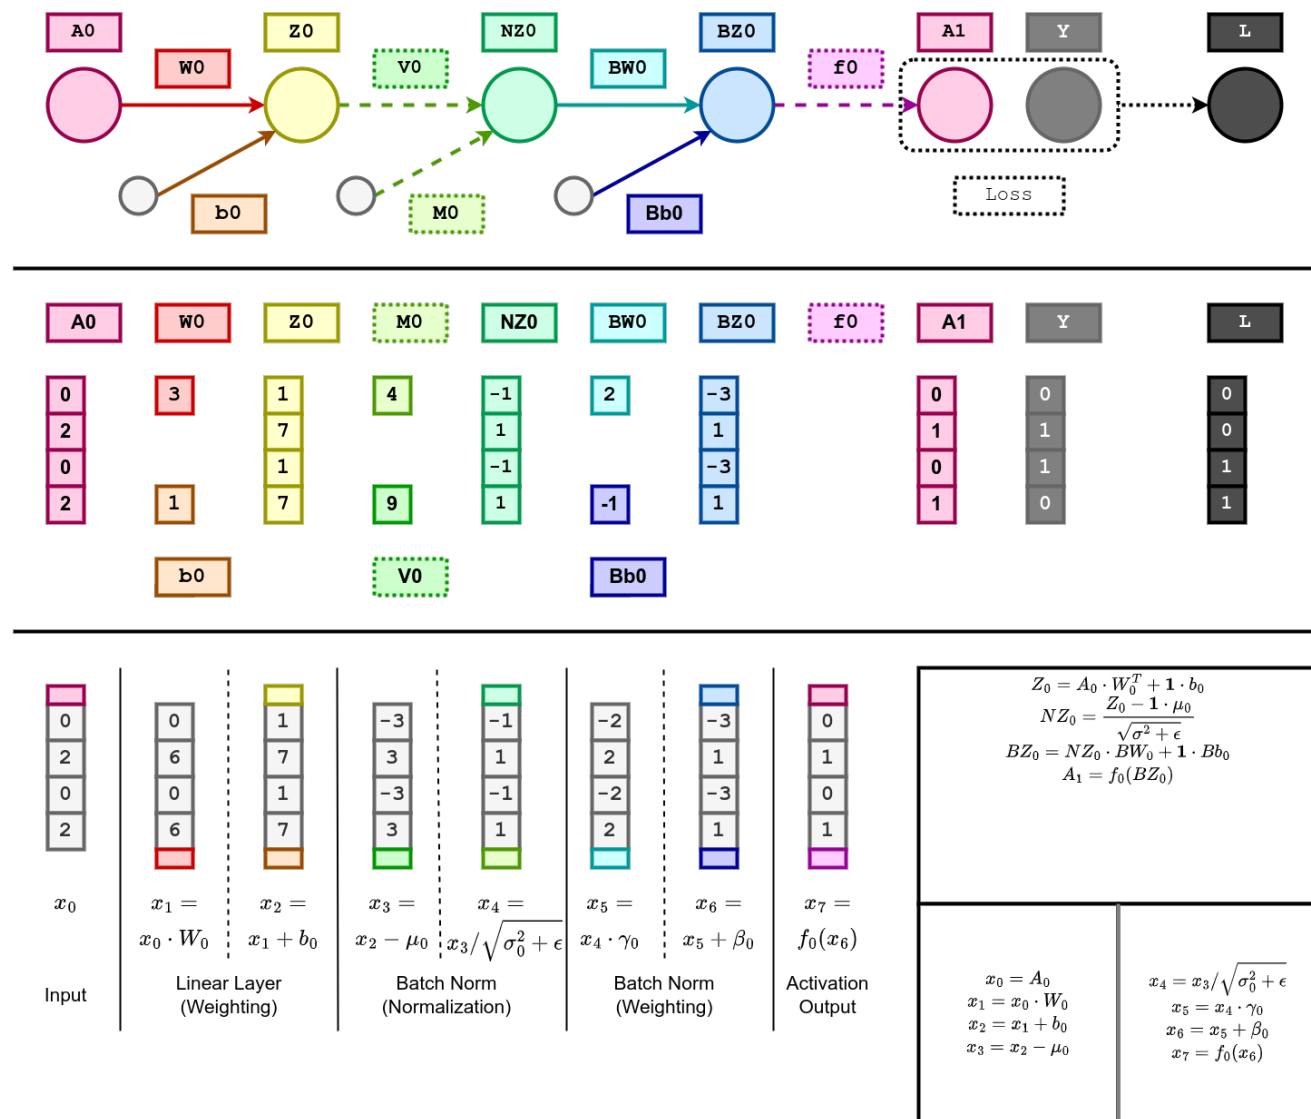 A0 Z0 NZ0 BZ0 A1 Y L
W0 V0 BW0 f0
b0 M0 Bb0 Loss
A0 W0 Z0 M0 NZ0 BW0 BZ0 f0 A1 Y L
0 3 1 4 -1 2 -3 0 0 0
2 7 1 1 1 1 0
0 1 -1 -3 0 1 1
2 1 7 9 1 -1 1 1 0 1
b0 V0 Bb0
0 0 1 -3 -1 -2 -3 0
2 6 7 3 1 2 1 1
0 0 1 -3 -1 -2 -3 0
2 6 7 3 1 2 1 1
x₀ x₁ = x₂ = x₃ = x₄ = x₅ = x₆ = x₇ =
x₀ · W₀ x₁ + b₀ x₂ − μ₀ x₃/√(σ₀² + ϵ) x₄ · γ₀ x₅ + β₀ f₀(x₆)
Input
Linear Layer
(Weighting)
Batch Norm
(Normalization)
Batch Norm
(Weighting)
Activation
Output
Z₀ = A₀ · W₀ᵀ + 1 · b₀
NZ₀ = (Z₀ − 1 · μ₀) / √(σ² + ϵ)
BZ₀ = NZ₀ · BW₀ + 1 · Bb₀
A₁ = f₀(BZ₀)
x₀ = A₀
x₁ = x₀ · W₀
x₂ = x₁ + b₀
x₃ = x₂ − μ₀
x₄ = x₃/√(σ₀² + ϵ)
x₅ = x₄ · γ₀
x₆ = x₅ + β₀
x₇ = f₀(x₆)